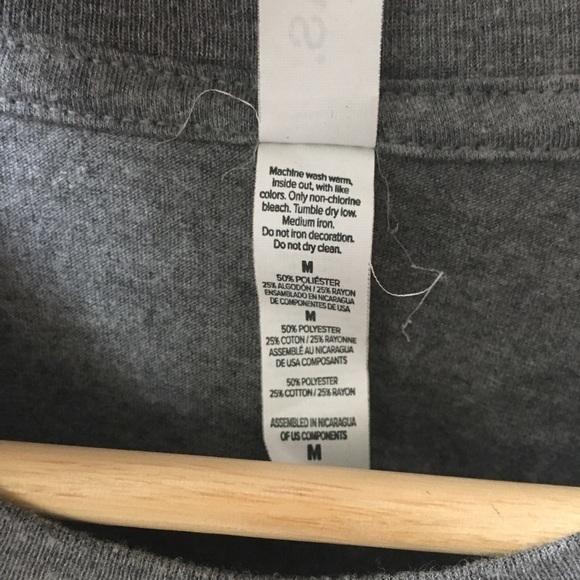 Machine wash warm,
inside out, with like
colors. Only non-chlorine
bleach. Tumble dry low.
Medium iron.
Do not iron decoration.
Do not dry clean.
M
50% POLIÉSTER
25% ALGODÓN / 25% RAYON
ENSAMBLADO EN NICARAGUA
DE COMPONENTES DE USA
M
50% POLYESTER
25% COTON / 25% RAYONNE
ASSEMBLÉ AU NICARAGUA
DE USA COMPOSANTS
50% POLYESTER
25% COTTON / 25% RAYON
ASSEMBLED IN NICARAGUA
OF US COMPONENTS
M